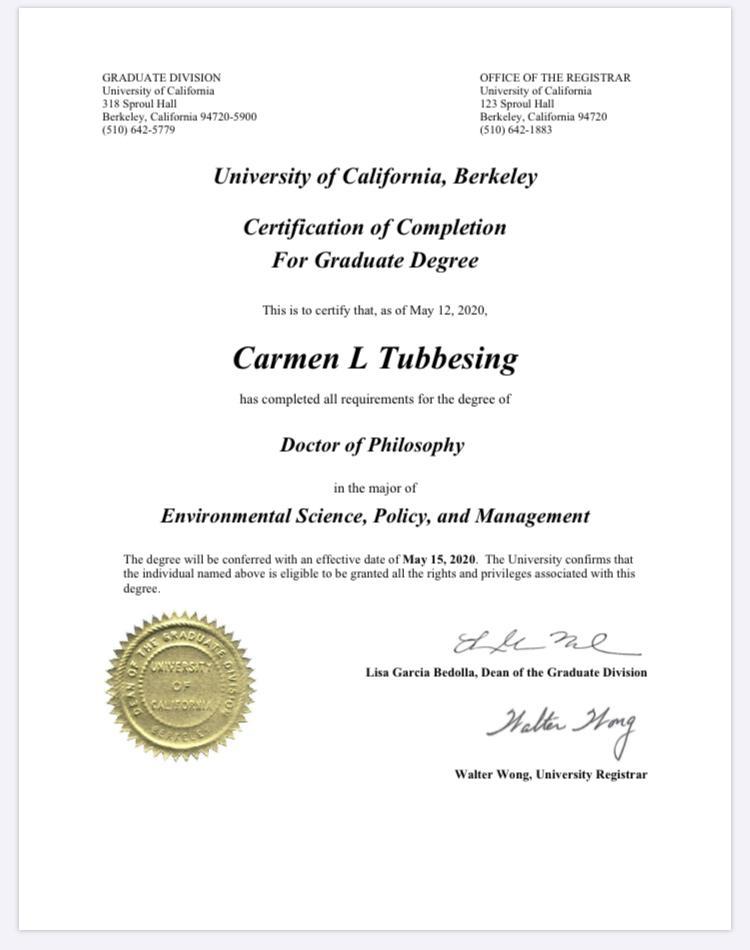 GRADUATE DIVISION
University of California
318 Sproul Hall
Berkeley, California 94720-5900
(510) 642-5779
OFFICE OF THE REGISTRAR
University of California
123 Sproul Hall
Berkeley, California 94720
(510) 642-1883
University of California, Berkeley
Certification of Completion
For Graduate Degree
This is to certify that, as of May 12, 2020,
Carmen L Tubbesing
has completed all requirements for the degree of
Doctor of Philosophy
in the major of
Environmental Science, Policy, and Management
The degree will be conferred with an effective date of May 15, 2020. The University confirms that
the individual named above is eligible to be granted all the rights and privileges associated with this
degree.
DEAN OF THE GRADUATE DIVISION
UNIVERSITY
OF
CALIFORNIA
BERKELEY
Lisa Garcia Bedolla, Dean of the Graduate Division
Walter Wong
Walter Wong, University Registrar